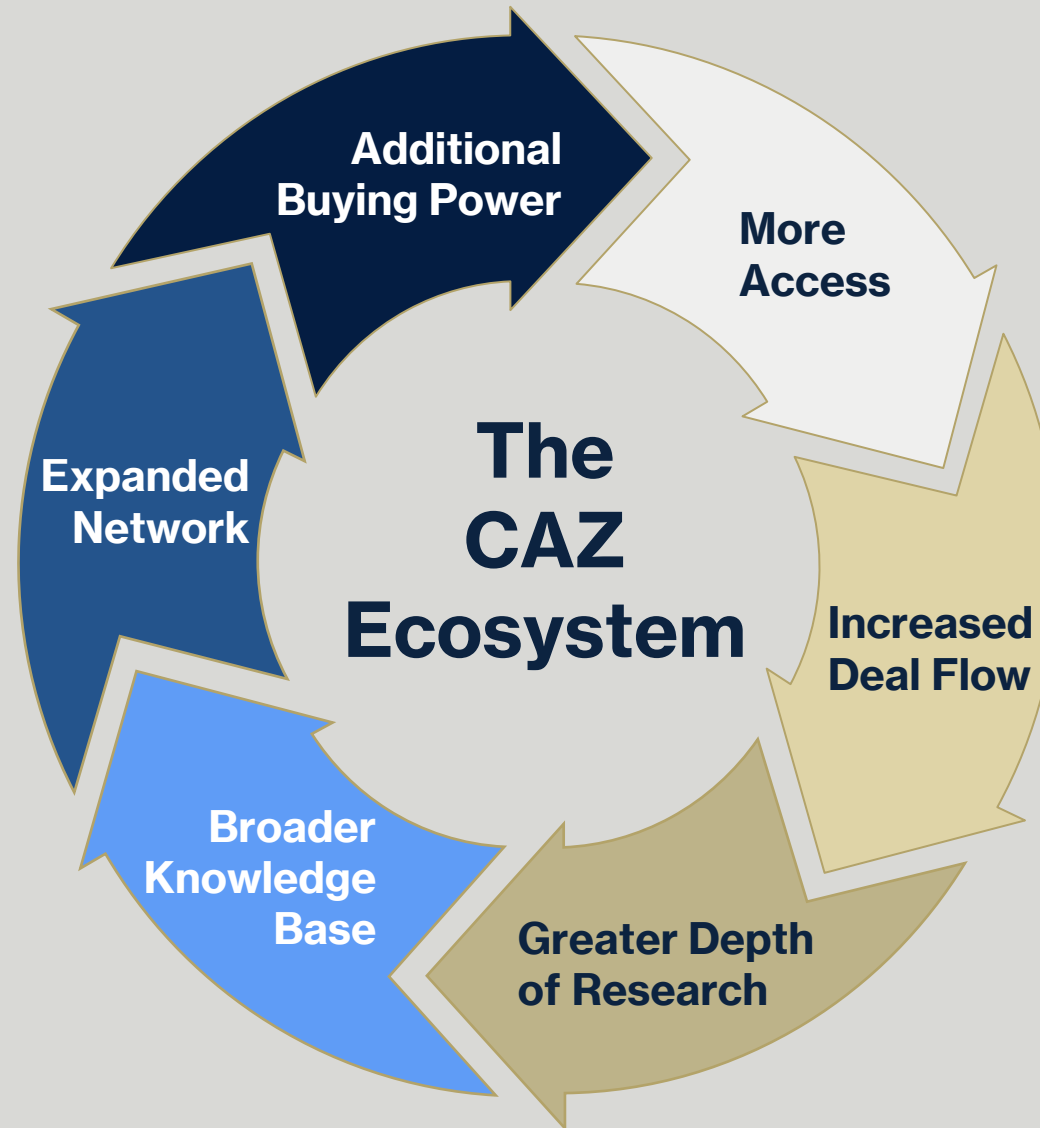 Additional
Buying Power
More
Access
Increased
Deal Flow
Greater Depth
of Research
Broader
Knowledge
Base
Expanded
Network
The
CAZ
Ecosystem